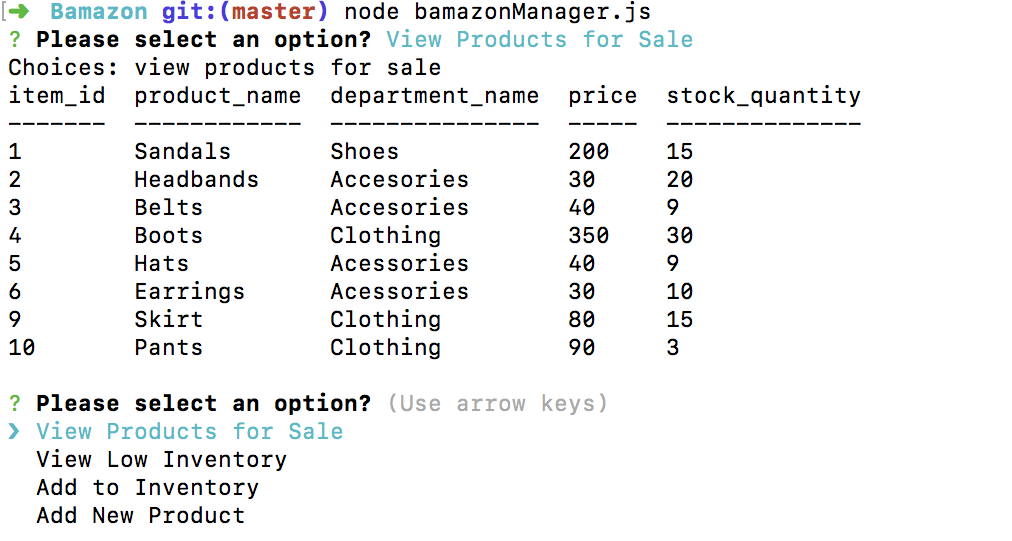 [➜ Bamazon git:(master) node bamazonManager.js
? Please select an option? View Products for Sale
Choices: view products for sale
item_id  product_name  department_name  price  stock_quantity
-------  ------------  ---------------  -----  --------------
1        Sandals       Shoes            200    15
2        Headbands     Accesories       30     20
3        Belts         Accesories       40     9
4        Boots         Clothing         350    30
5        Hats          Acessories       40     9
6        Earrings      Acessories       30     10
9        Skirt         Clothing         80     15
10       Pants         Clothing         90     3
? Please select an option? (Use arrow keys)
❯ View Products for Sale
View Low Inventory
Add to Inventory
Add New Product